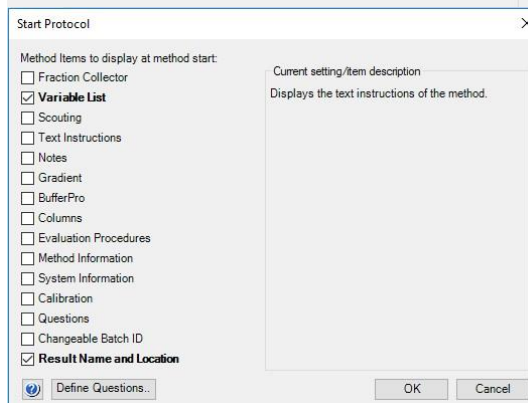 Start Protocol
Method Items to display at method start:
Fraction Collector
Variable List
Scouting
Text Instructions
Notes
Gradient
BufferPro
Columns
Evaluation Procedures
Method Information
System Information
Calibration
Questions
Changeable Batch ID
Result Name and Location
Current setting/item description
Displays the text instructions of the method.
Define Questions..
OK
Cancel